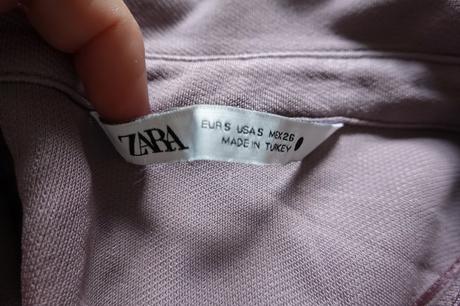 ZARA
EUR S USA S MEX 26
MADE IN TURKEY